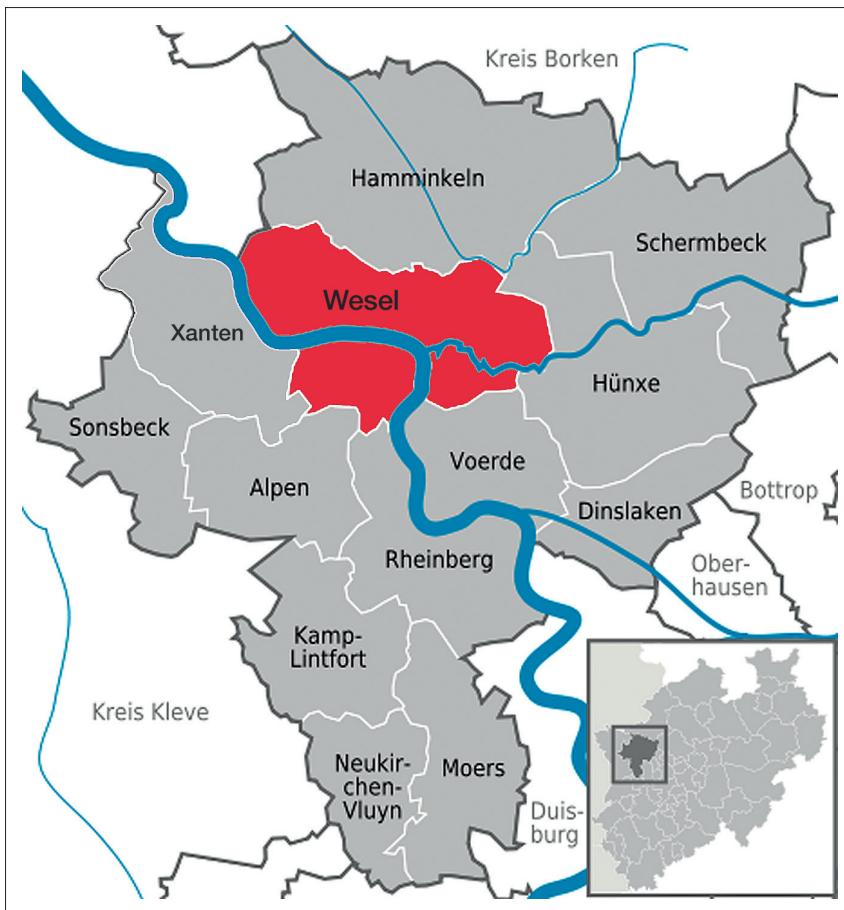 Kreis Borken
Hamminkeln
Schermbeck
Wesel
Xanten
Hünxe
Sonsbeck
Voerde
Alpen
Bottrop
Dinslaken
Rheinberg
Ober-
hausen
Kamp-
Lintfort
Kreis Kleve
Neukir-
chen-
Vluyn
Moers
Duis-
burg